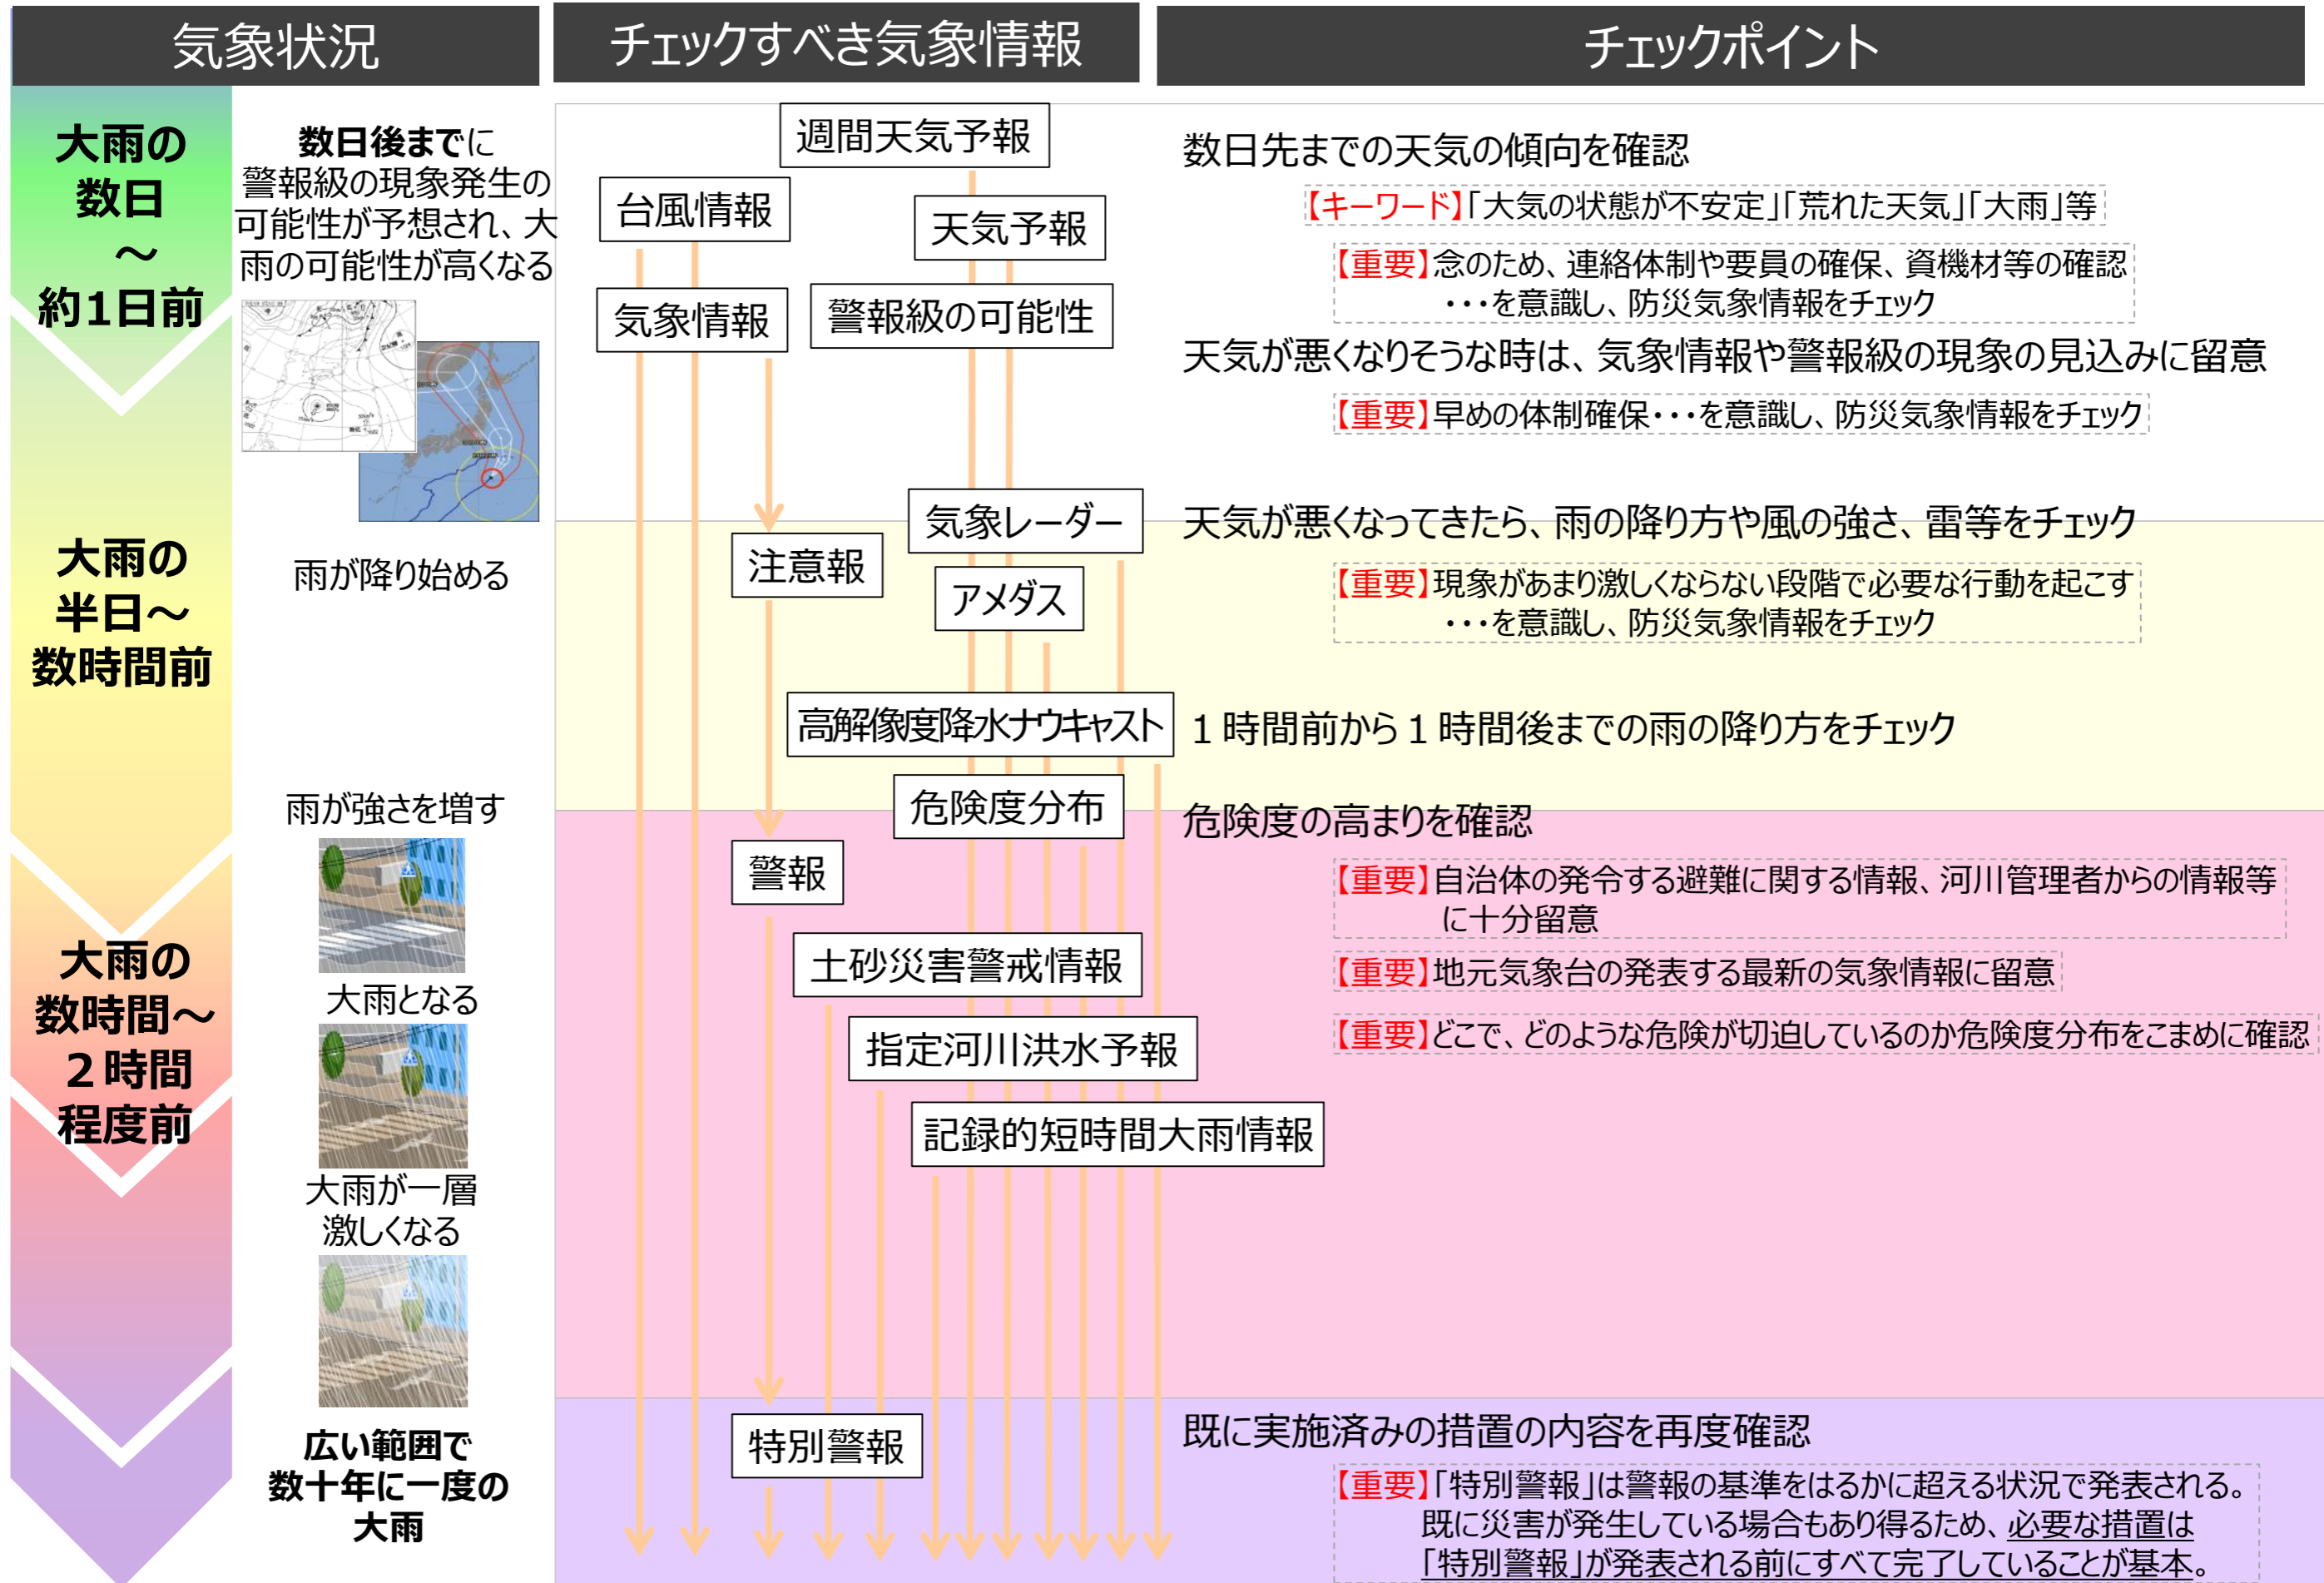 気象状況
チェックすべき気象情報
チェックポイント
大雨の
数日
～
約1日前
数日後までに
警報級の現象発生の
可能性が予想され、大
雨の可能性が高くなる
週間天気予報
台風情報
天気予報
気象情報
警報級の可能性
数日先までの天気の傾向を確認
【キーワード】「大気の状態が不安定」「荒れた天気」「大雨」等
【重要】念のため、連絡体制や要員の確保、資機材等の確認
・・・を意識し、防災気象情報をチェック
天気が悪くなりそうな時は、気象情報や警報級の現象の見込みに留意
【重要】早めの体制確保・・・を意識し、防災気象情報をチェック
大雨の
半日～
数時間前
雨が降り始める
気象レーダー
注意報
アメダス
高解像度降水ナウキャスト
天気が悪くなってきたら、雨の降り方や風の強さ、雷等をチェック
【重要】現象があまり激しくならない段階で必要な行動を起こす
・・・を意識し、防災気象情報をチェック
１時間前から１時間後までの雨の降り方をチェック
雨が強さを増す
危険度分布
危険度の高まりを確認
警報
【重要】自治体の発令する避難に関する情報、河川管理者からの情報等
に十分留意
大雨の
数時間～
２時間
程度前
大雨となる
土砂災害警戒情報
【重要】地元気象台の発表する最新の気象情報に留意
指定河川洪水予報
【重要】どこで、どのような危険が切迫しているのか危険度分布をこまめに確認
記録的短時間大雨情報
大雨が一層
激しくなる
広い範囲で
数十年に一度の
大雨
特別警報
既に実施済みの措置の内容を再度確認
【重要】「特別警報」は警報の基準をはるかに超える状況で発表される。
既に災害が発生している場合もあり得るため、必要な措置は
「特別警報」が発表される前にすべて完了していることが基本。